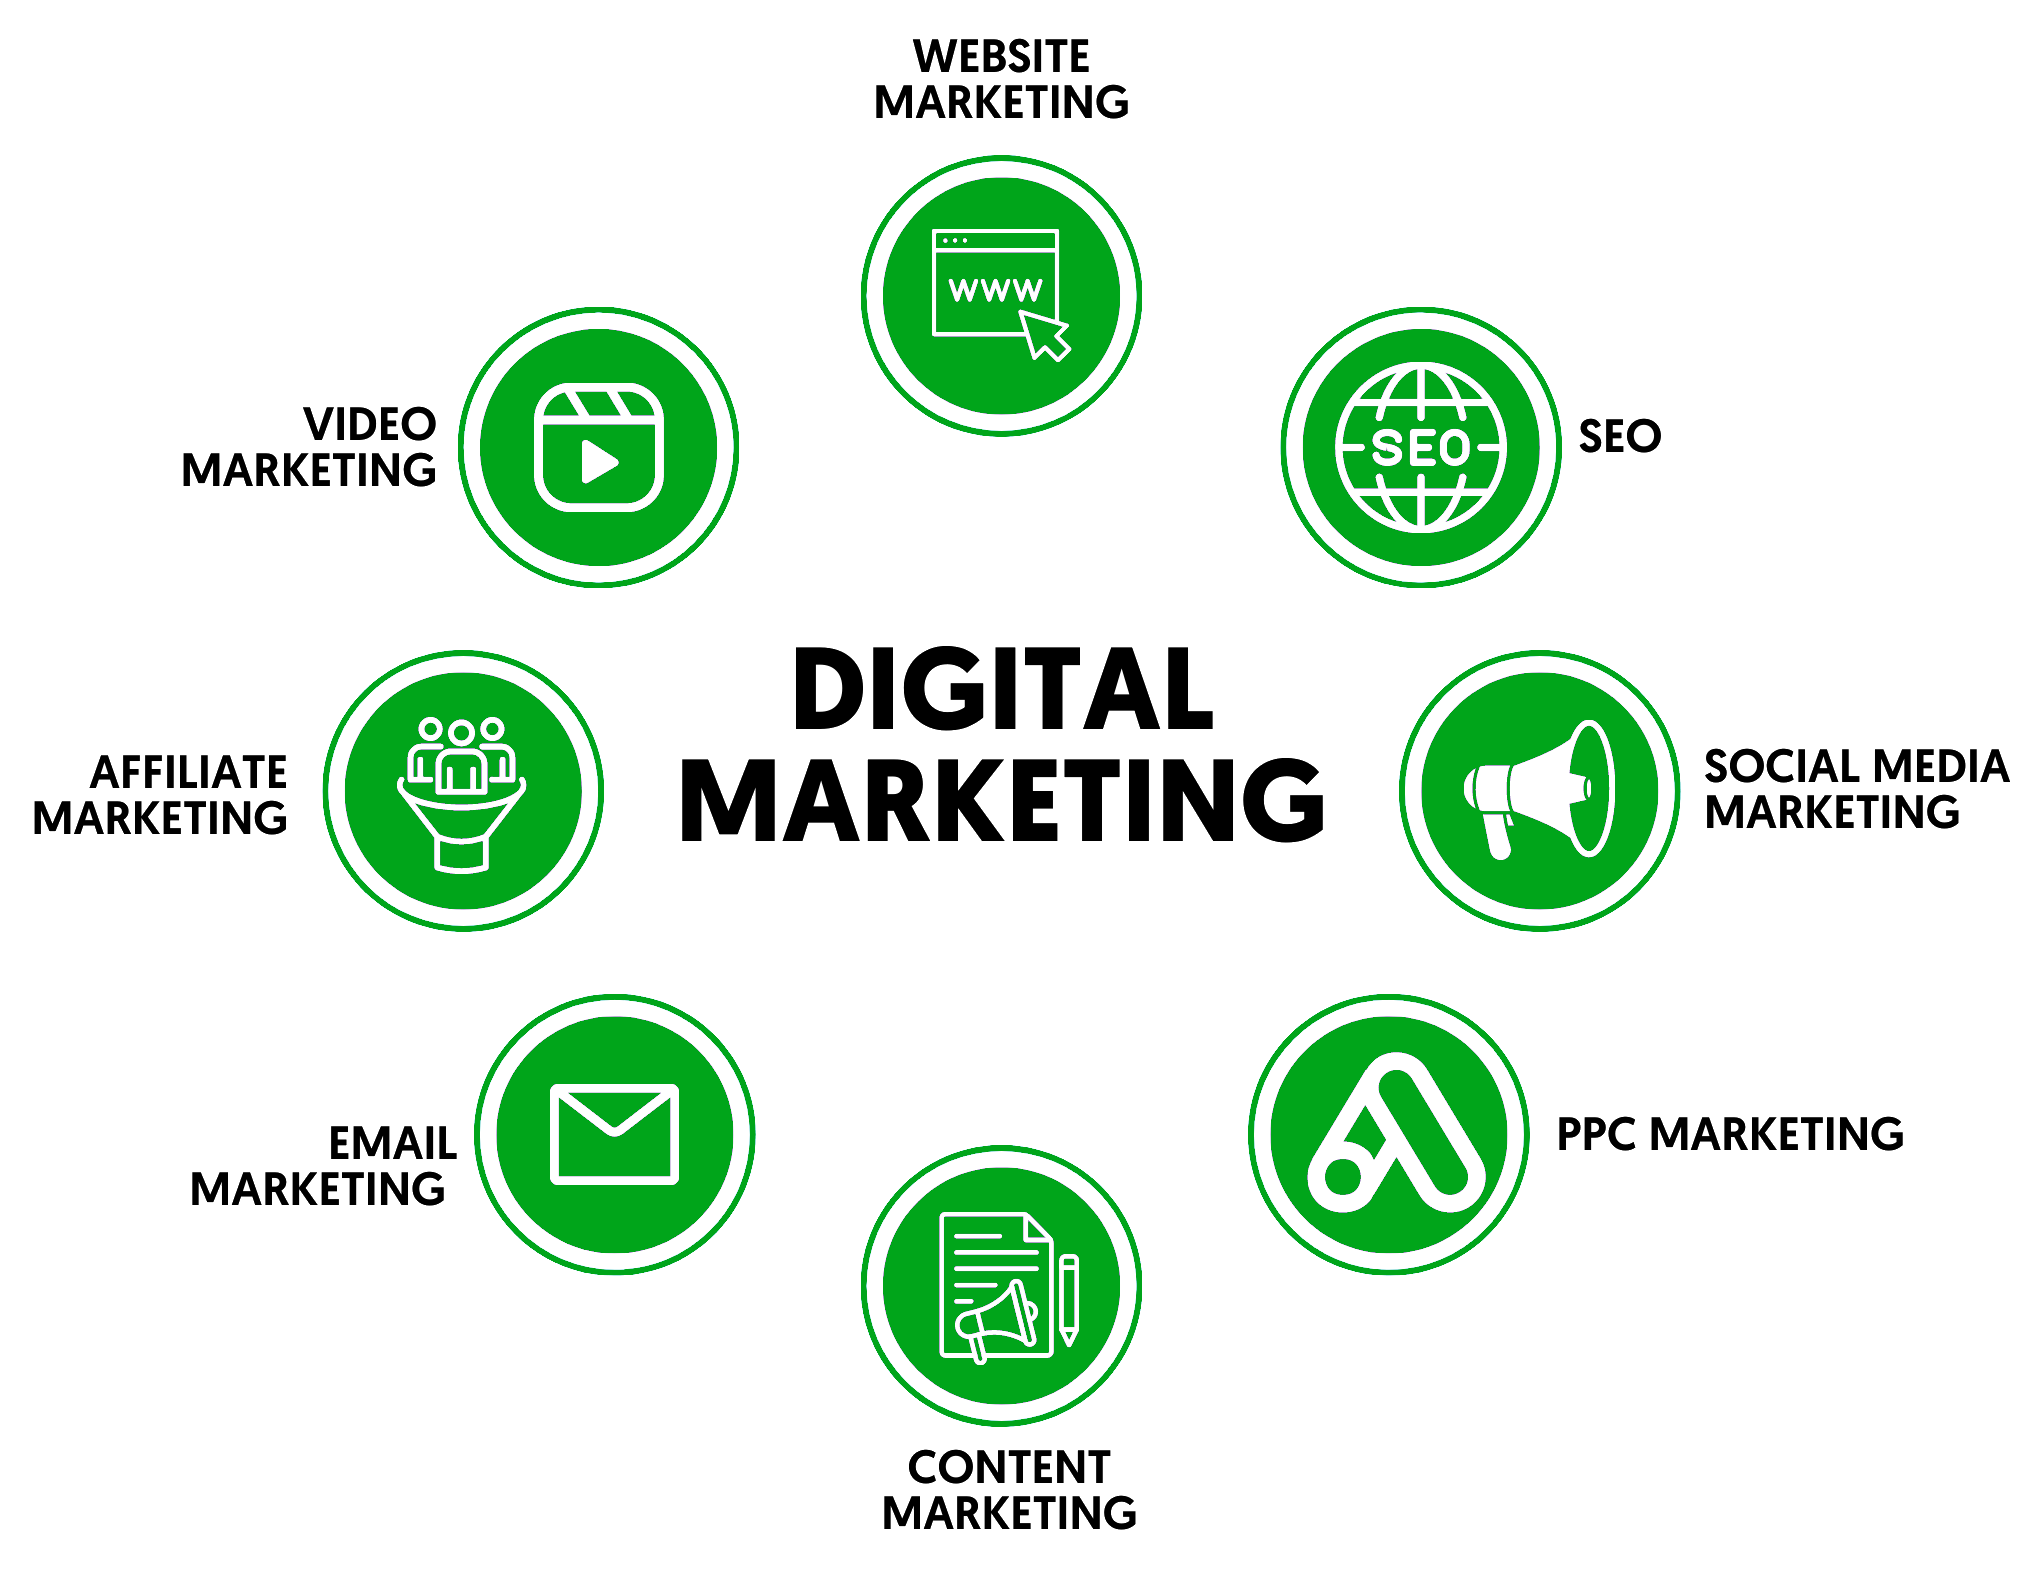 WEBSITE
MARKETING
WWW
SEO
SEO
VIDEO
MARKETING
DIGITAL
MARKETING
AFFILIATE
MARKETING
SOCIAL MEDIA
MARKETING
PPC MARKETING
EMAIL
MARKETING
CONTENT
MARKETING